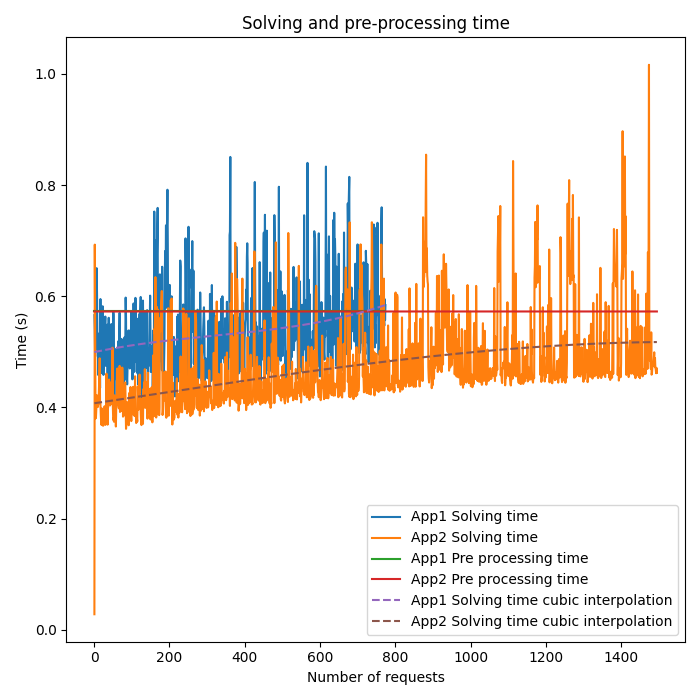 Solving and pre-processing time
Time (s)
1.0
0.8
0.6
0.4
0.2
0.0
0
200
400
600
800
1000
1200
1400
Number of requests
App1 Solving time
App2 Solving time
App1 Pre processing time
App2 Pre processing time
App1 Solving time cubic interpolation
App2 Solving time cubic interpolation